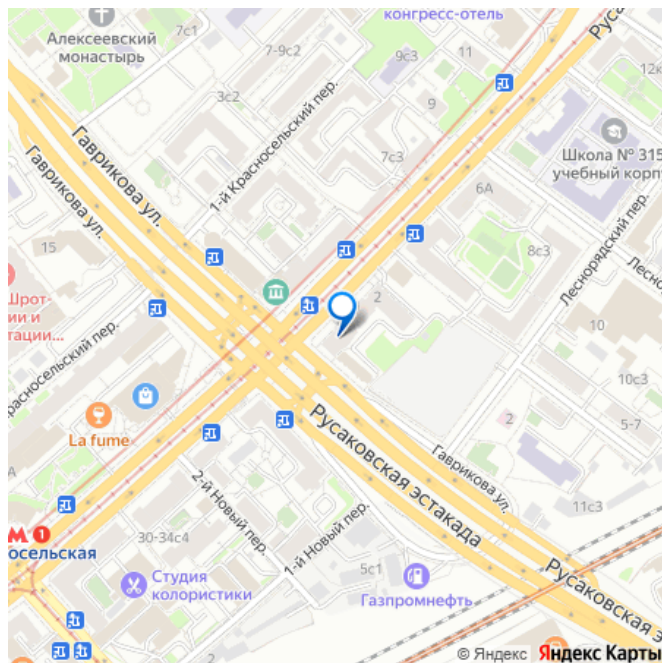 конгресс-отель
Алексеевский
монастырь
7с1
7-9с2
9с3
11
12к
3с2
1-й Красносельский пер.
9
7с3
Гаврикова ул.
Гаврикова ул.
Школа № 315
учебный корпу
6А
15
8с3
Леснорядский пер.
Шрот-
ии и
тации...
2
10
расносельский пер.
10с3
La fume
2
5-7
Русаковская эстакада
Гаврикова ул.
2-й Новый пер.
11с3
М 1
осельская
30-34с4
1-й Новый пер.
5с1
Студия
колористики
Газпромнефть
Русаковская э
© Яндекс Яндекс Карты